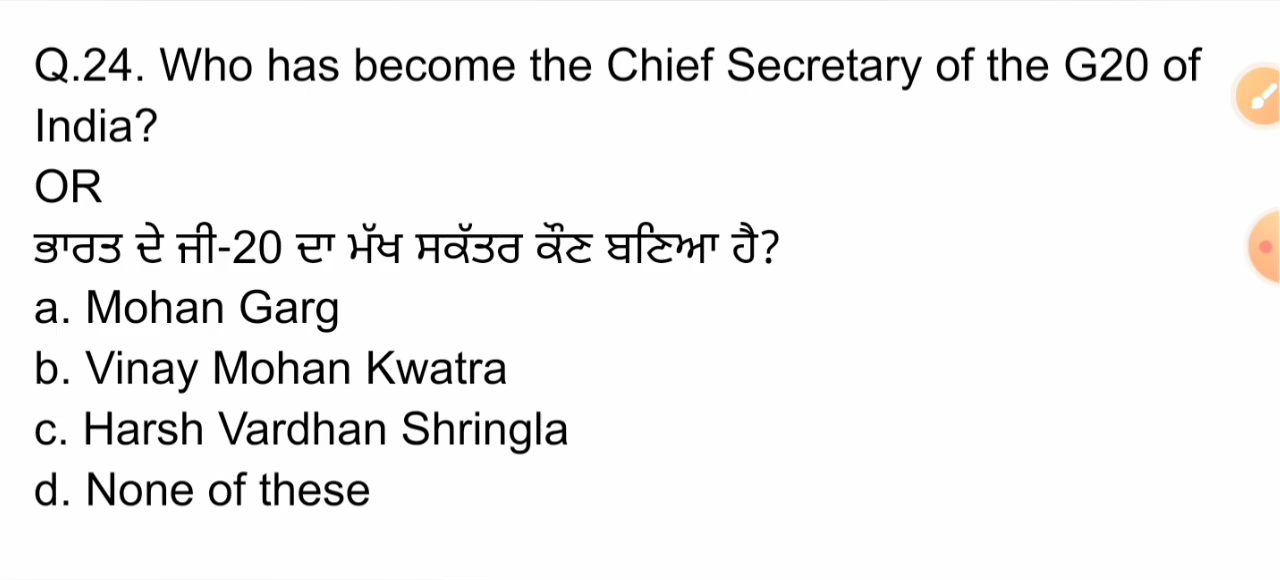 Q.24. Who has become the Chief Secretary of the G20 of
India?
OR
ਭਾਰਤ ਦੇ ਜੀ-20 ਦਾ ਮੱਖ ਸਕੱਤਰ ਕੌਣ ਬਣਿਆ ਹੈ?
a. Mohan Garg
b. Vinay Mohan Kwatra
c. Harsh Vardhan Shringla
d. None of these